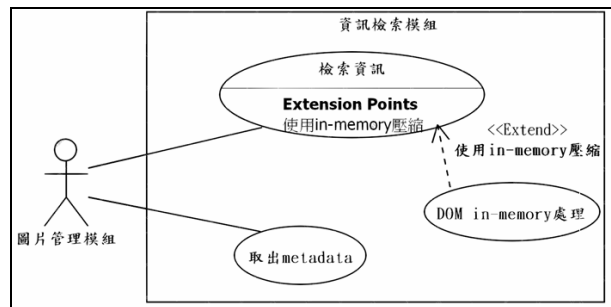 資訊檢索模組
檢索資訊
Extension Points
使用in-memory壓縮
<<Extend>>
使用in-memory壓縮
DOM in-memory處理
圖片管理模組
取出metadata